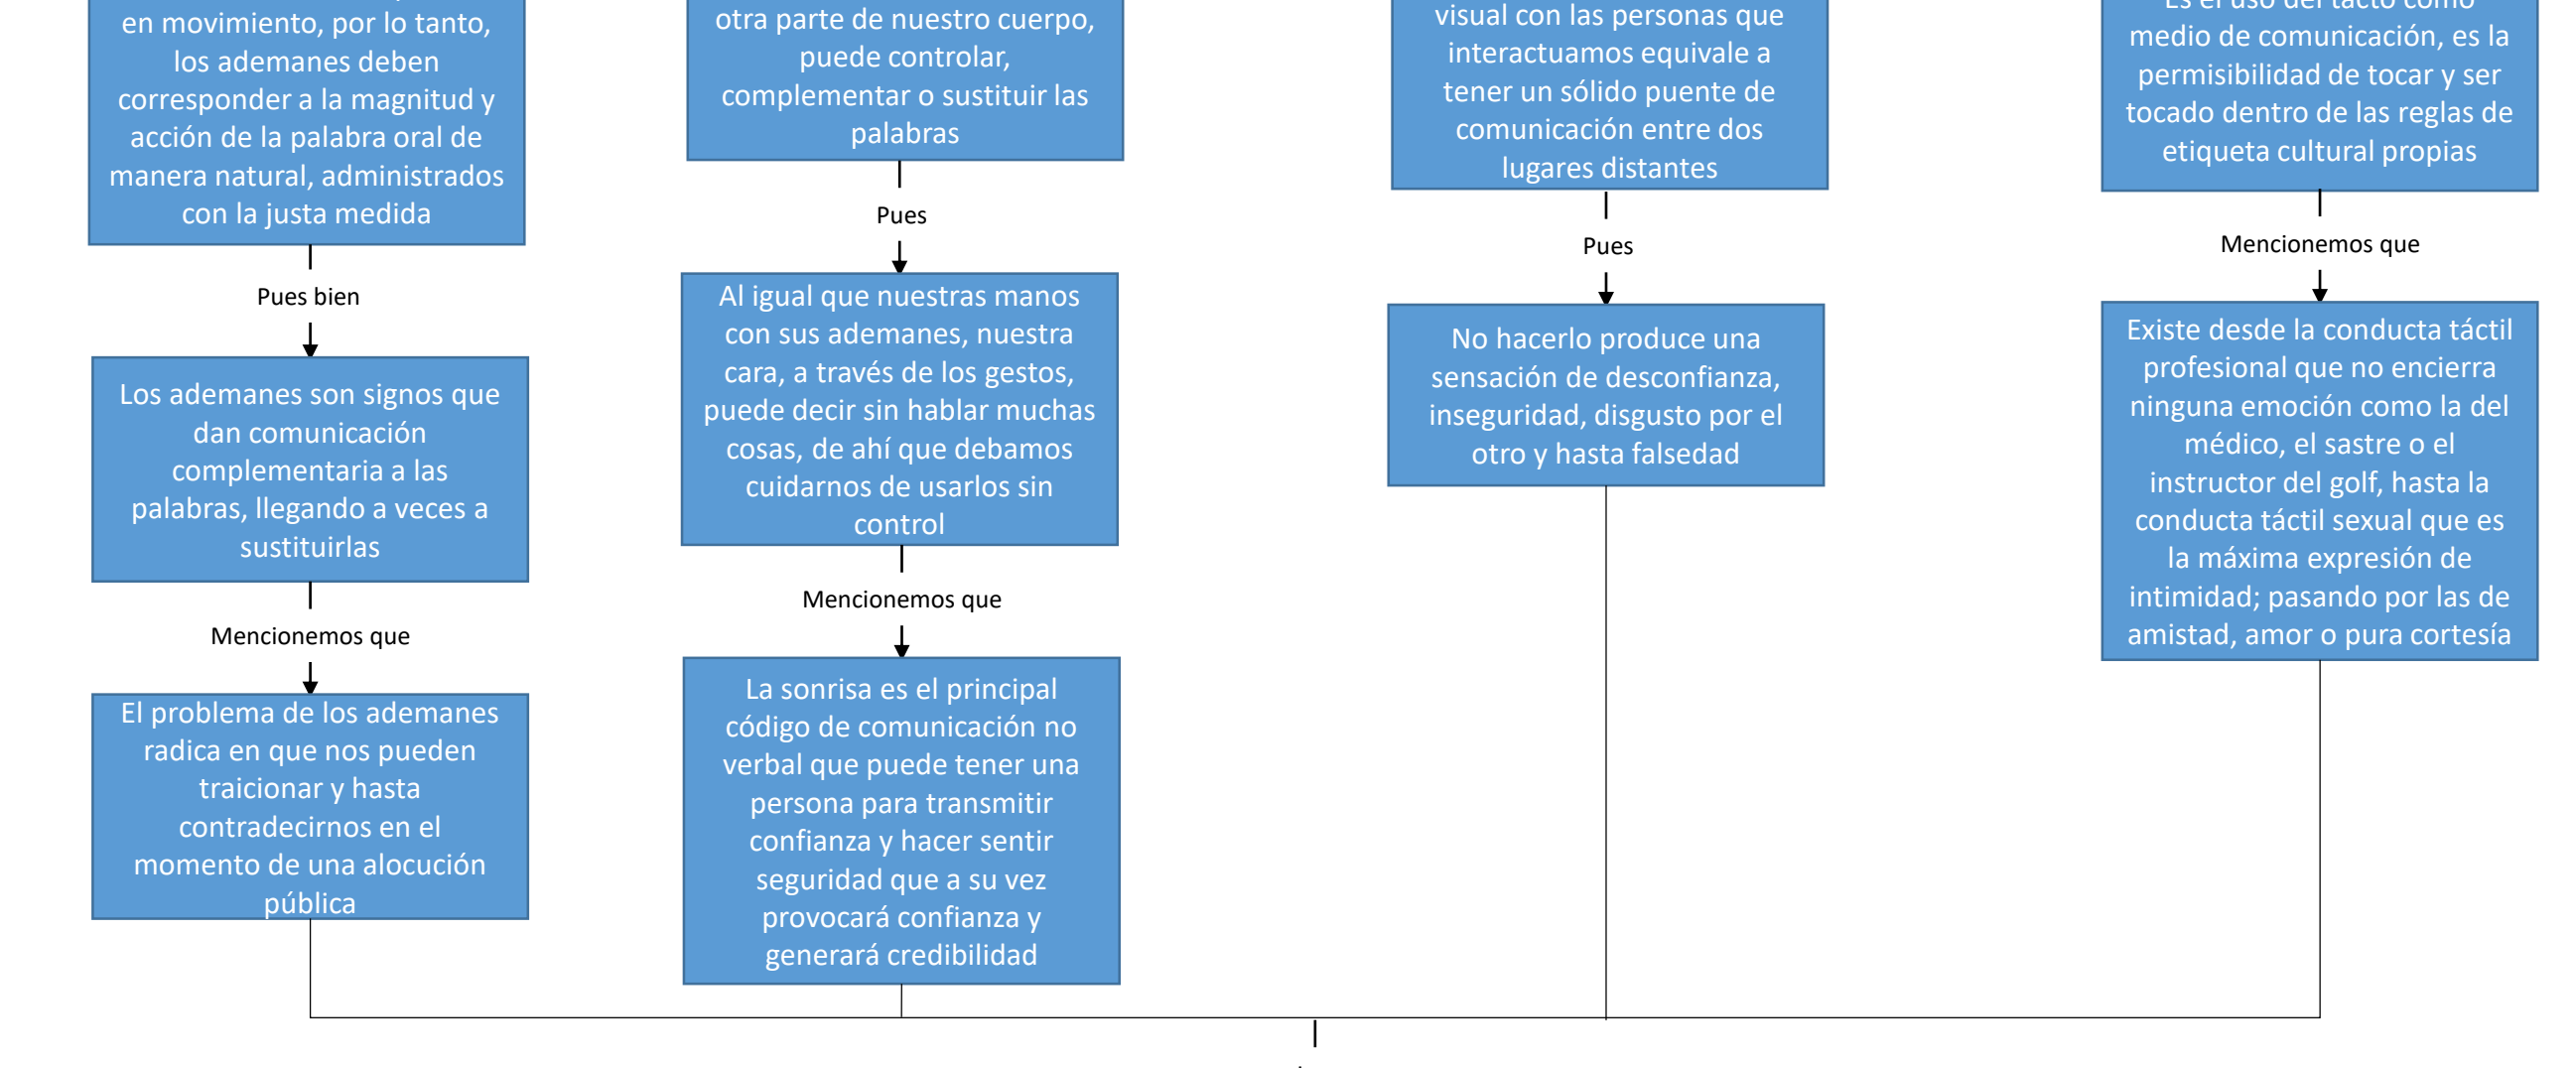 en movimiento, por lo tanto,
los ademanes deben
corresponder a la magnitud y
acción de la palabra oral de
manera natural, administrados
con la justa medida
Pues bien
Los ademanes son signos que
dan comunicación
complementaria a las
palabras, llegando a veces a
sustituirlas
Mencionemos que
El problema de los ademanes
radica en que nos pueden
traicionar y hasta
contradecirnos en el
momento de una alocución
pública
otra parte de nuestro cuerpo,
puede controlar,
complementar o sustituir las
palabras
Pues
Al igual que nuestras manos
con sus ademanes, nuestra
cara, a través de los gestos,
puede decir sin hablar muchas
cosas, de ahí que debamos
cuidarnos de usarlos sin
control
Mencionemos que
La sonrisa es el principal
código de comunicación no
verbal que puede tener una
persona para transmitir
confianza y hacer sentir
seguridad que a su vez
provocará confianza y
generará credibilidad
visual con las personas que
interactuamos equivale a
tener un sólido puente de
comunicación entre dos
lugares distantes
Pues
No hacerlo produce una
sensación de desconfianza,
inseguridad, disgusto por el
otro y hasta falsedad
Es el uso del tacto como
medio de comunicación, es la
permisibilidad de tocar y ser
tocado dentro de las reglas de
etiqueta cultural propias
Mencionemos que
Existe desde la conducta táctil
profesional que no encierra
ninguna emoción como la del
médico, el sastre o el
instructor del golf, hasta la
conducta táctil sexual que es
la máxima expresión de
intimidad; pasando por las de
amistad, amor o pura cortesía